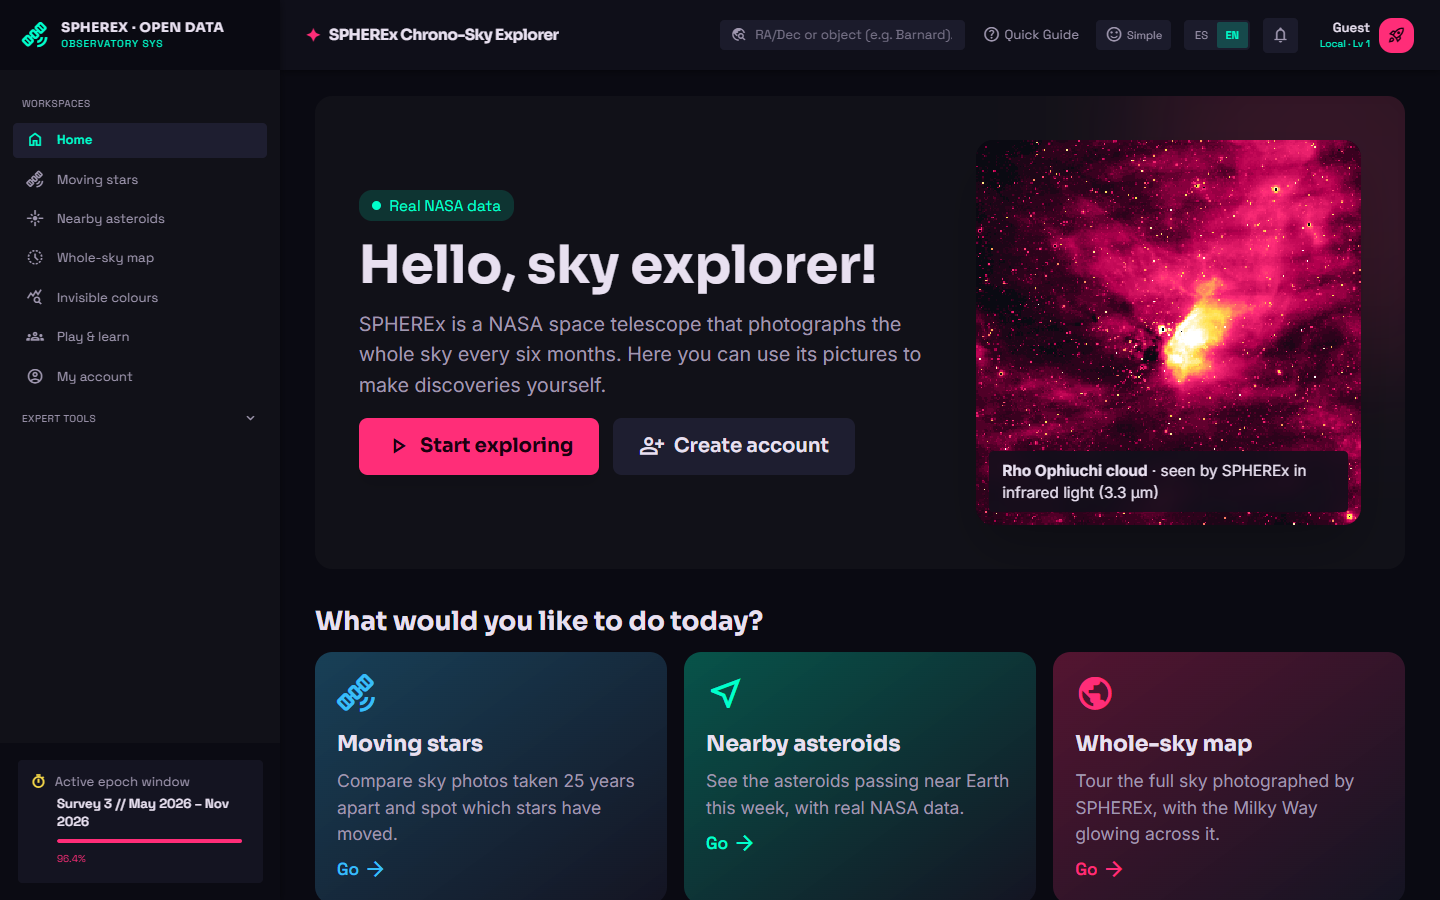 SPHEREX · OPEN DATA
OBSERVATORY SYS
SPHEREx Chrono-Sky Explorer
RA/Dec or object (e.g. Barnard).
Quick Guide
Simple
ES EN
Guest
Local · Lv 1
WORKSPACES
Home
Moving stars
Nearby asteroids
Whole-sky map
Invisible colours
Play & learn
My account
EXPERT TOOLS
Active epoch window
Survey 3 // May 2026 – Nov
2026
96.4%
Real NASA data
Hello, sky explorer!
SPHEREx is a NASA space telescope that photographs the
whole sky every six months. Here you can use its pictures to
make discoveries yourself.
Start exploring
Create account
Rho Ophiuchi cloud · seen by SPHEREx in
infrared light (3.3 µm)
What would you like to do today?
Moving stars
Compare sky photos taken 25 years
apart and spot which stars have
moved.
Go
Nearby asteroids
See the asteroids passing near Earth
this week, with real NASA data.
Go
Whole-sky map
Tour the full sky photographed by
SPHEREx, with the Milky Way
glowing across it.
Go